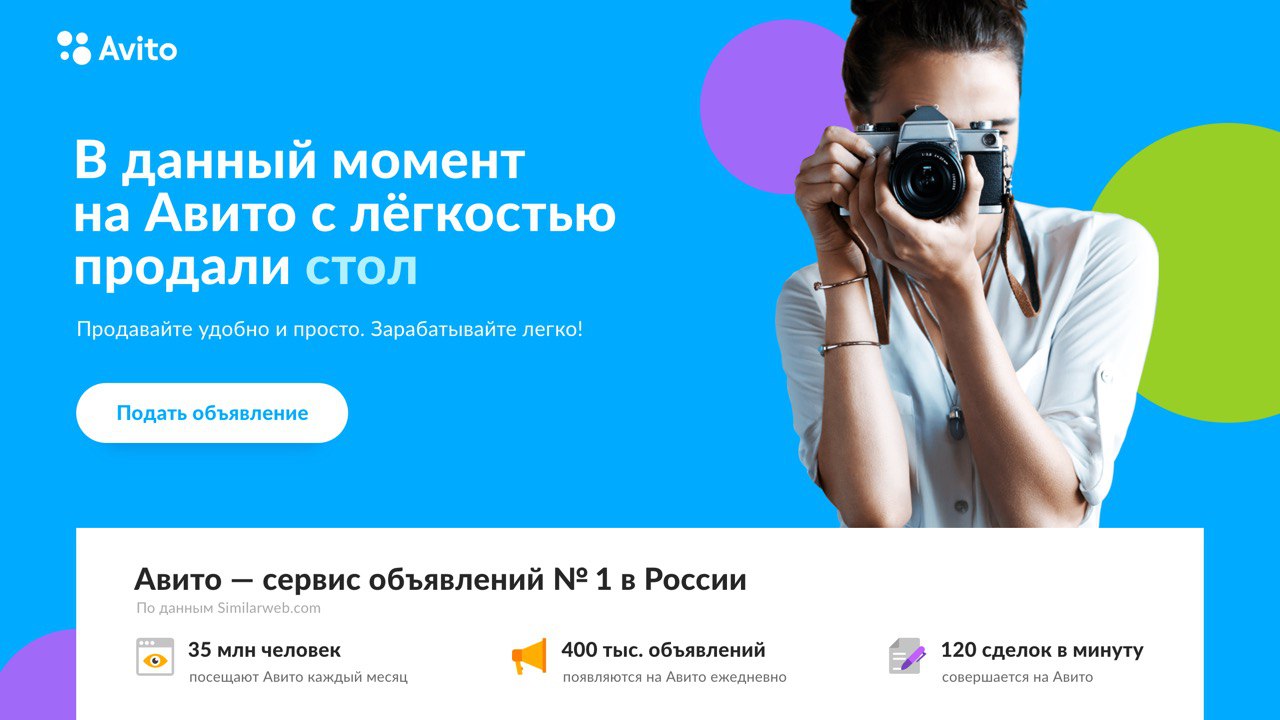 Avito
В данный момент
на Авито с лёгкостью
продали стол
Продавайте удобно и просто. Зарабатывайте легко!
Подать объявление
Авито — сервис объявлений № 1 в России
По данным Similarweb.com
35 млн человек
посещают Авито каждый месяц
400 тыс. объявлений
появляются на Авито ежедневно
120 сделок в минуту
совершается на Авито